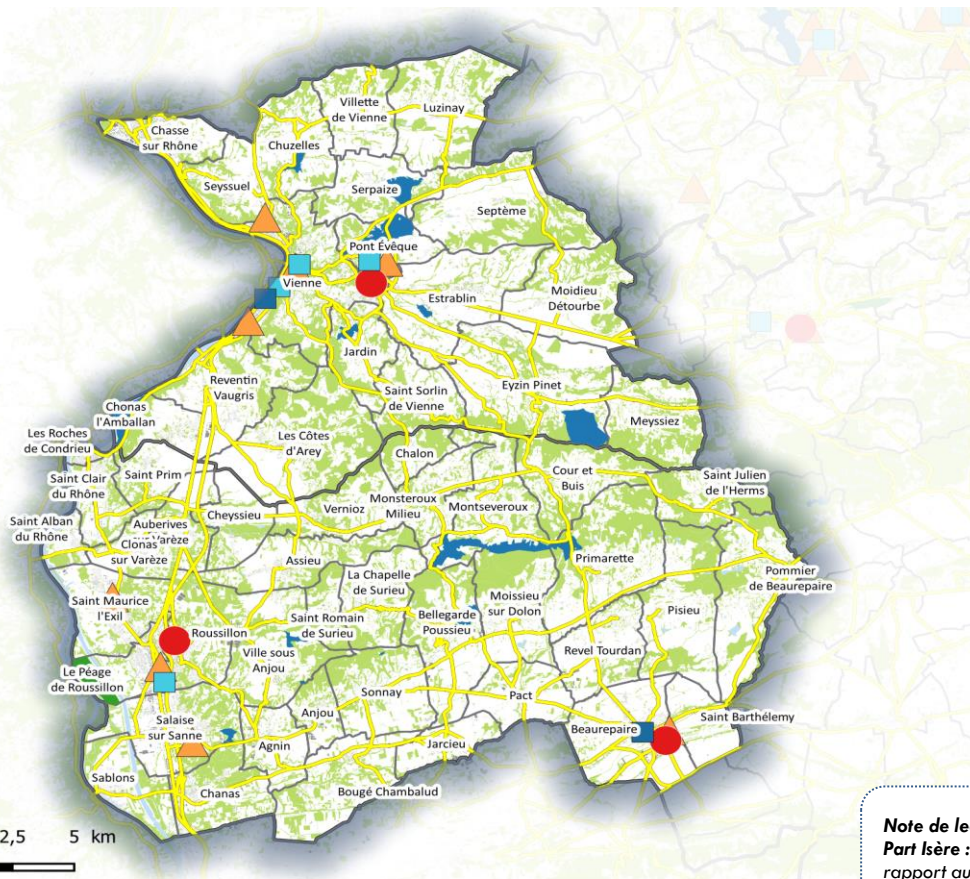 Villette
de Vienne
Luzinay
Chasse
sur Rhône
Chuzelles
Seyssuel
Serpaize
Septème
Pont Évêque
Vienne
Estrablin
Moidieu
Détourbe
Jardin
Reventin
Vaugris
Saint Sorlin
de Vienne
Eyzin Pinet
Meyssiez
Chonas
l'Amballan
Les Roches
de Condrieu
Les Côtes
d'Arey
Chalon
Saint Clair
du Rhône
Saint Prim
Cour et
Buis
Saint Julien
de l'Herms
Monsteroux
Milieu
Montseveroux
Saint Alban
du Rhône
Auberives
sur Varèze
Cheyssieu
Vernioz
Clonas
sur Varèze
Assieu
Primarette
Pommier
de Beaurepaire
La Chapelle
de Surieu
Saint Maurice
l'Exil
Moissieu
sur Dolon
Pisieu
Roussillon
Saint Romain
de Surieu
Bellegarde
Poussieu
Ville sous
Anjou
Revel Tourdan
Le Péage
de Roussillon
Sonnay
Pact
Anjou
Salaise
sur Sanne
Beaurepaire
Saint Barthélemy
Agnin
Jarcieu
Sablons
Chanas
Bougé Chambalud
2,5 5 km
Note de le
Part Isère :
rapport au